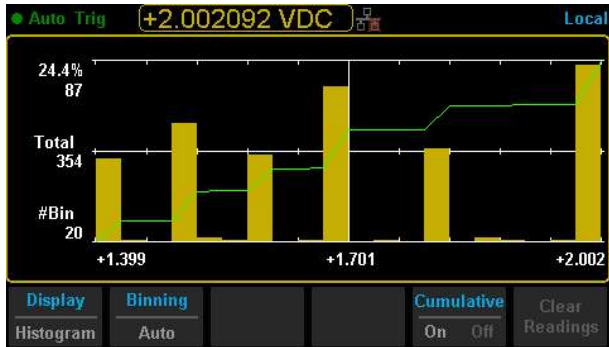 Auto Trig +2.002092 VDC Local
24.4%
87
Total
354
#Bin
20
+1.399 +1.701 +2.002
Display Binning Cumulative Clear
Histogram Auto On Off Readings